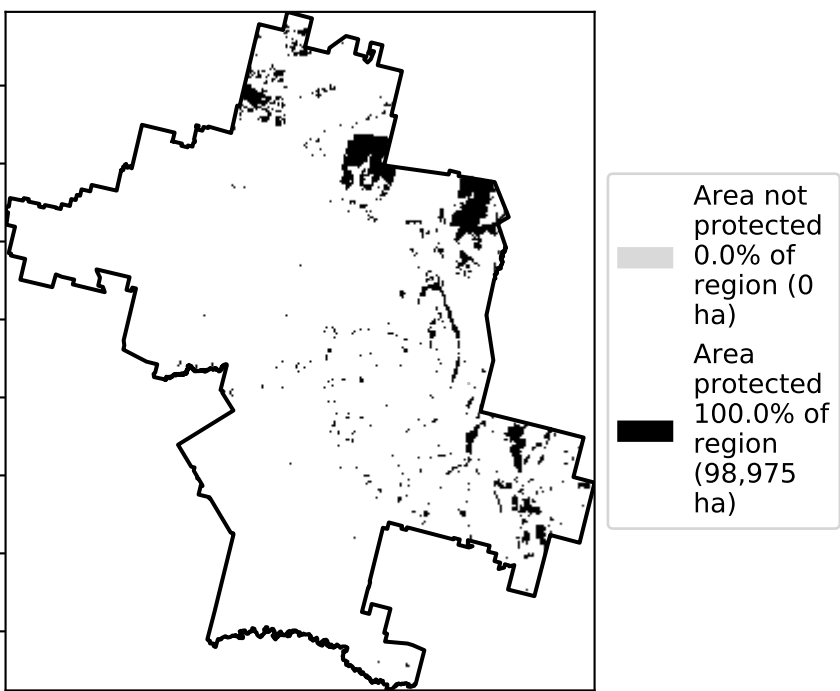 Area not
protected
0.0% of
region (0
ha)
Area
protected
100.0% of
region
(98,975
ha)